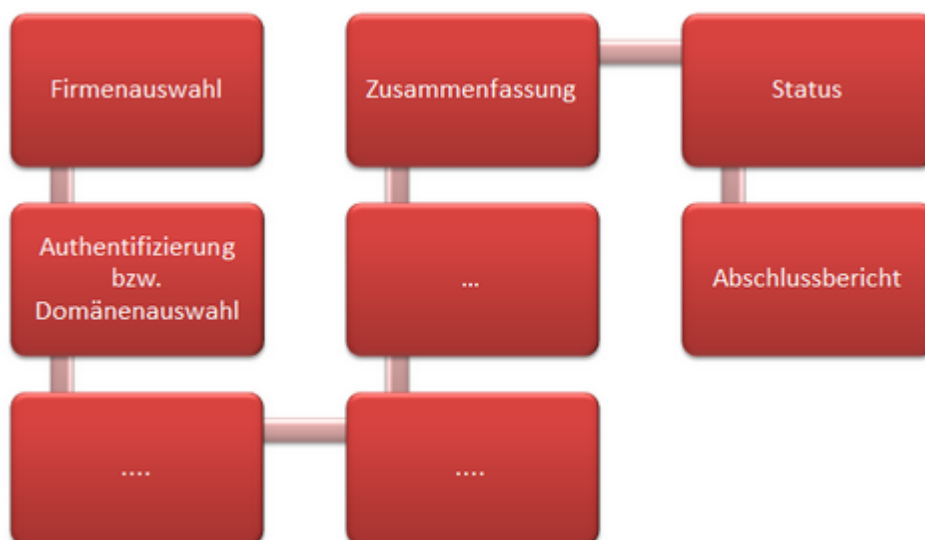 Firmenauswahl
Authentifizierung
bzw.
Domänenauswahl
....
....
...
Zusammenfassung
Status
Abschlussbericht